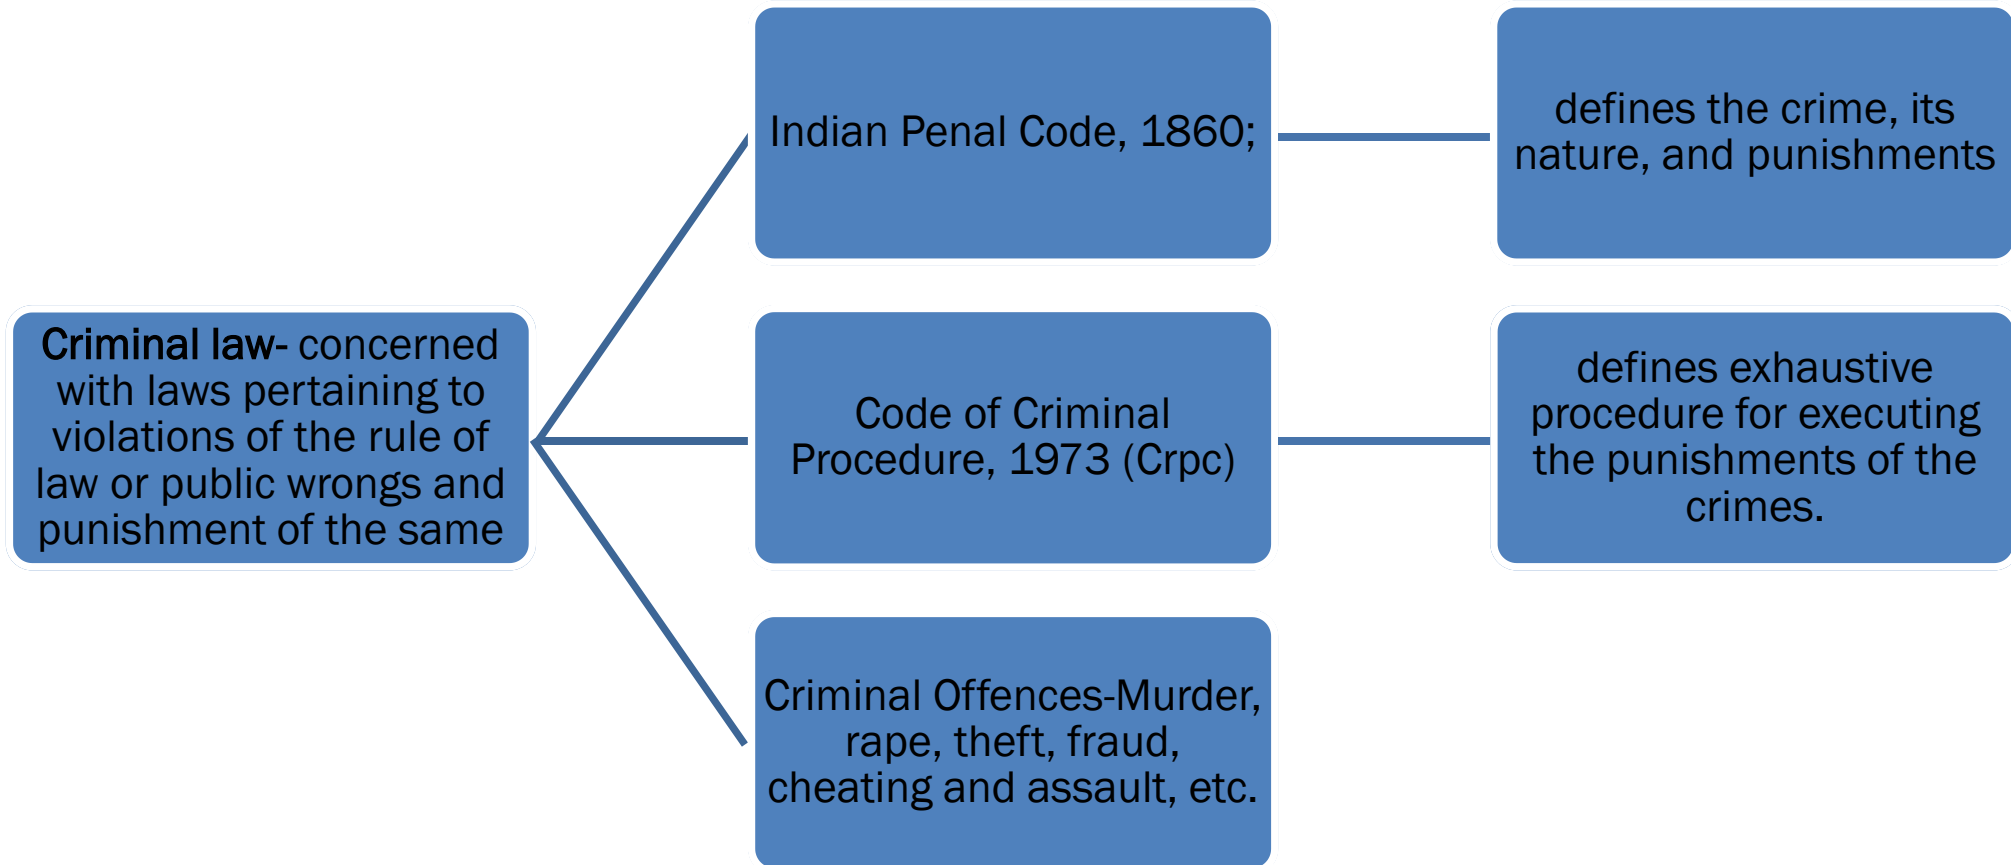 Criminal law- concerned
with laws pertaining to
violations of the rule of
law or public wrongs and
punishment of the same
Indian Penal Code, 1860;
defines the crime, its
nature, and punishments
Code of Criminal
Procedure, 1973 (Crpc)
defines exhaustive
procedure for executing
the punishments of the
crimes.
Criminal Offences-Murder,
rape, theft, fraud,
cheating and assault, etc.